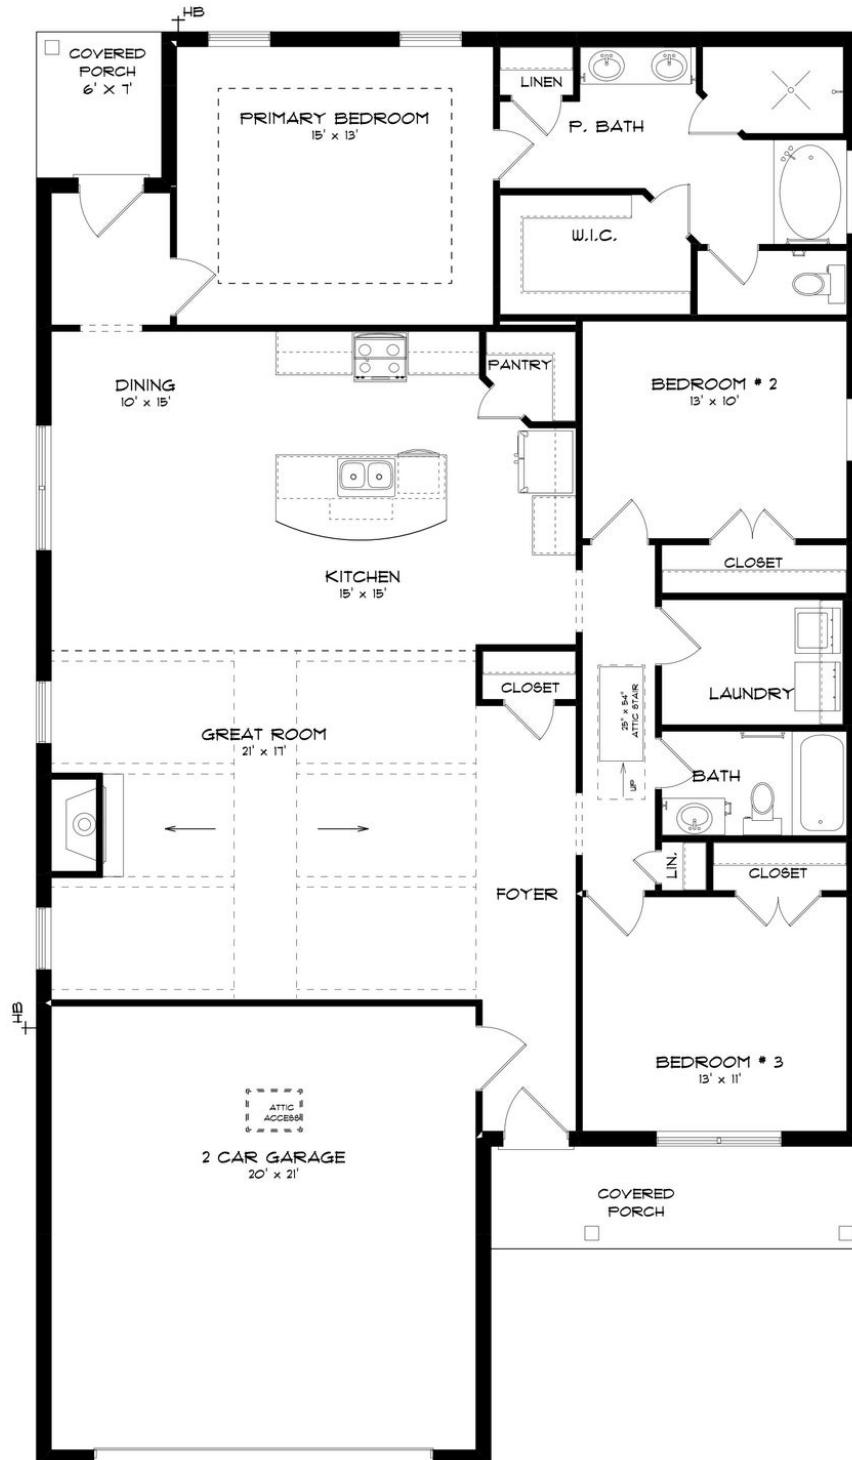 HB
COVERED
PORCH
6' X 7'
LINEN
PRIMARY BEDROOM
15' x 13'
P. BATH
W.I.C.
DINING
10' x 15'
PANTRY
BEDROOM # 2
13' x 10'
KITCHEN
15' x 15'
CLOSET
CLOSET
LAUNDRY
25" x 54"
ATTIC STAIR
UP
GREAT ROOM
21' x 17'
BATH
LIN.
CLOSET
FOYER
HB
BEDROOM # 3
13' x 11'
ATTIC
ACCESS
2 CAR GARAGE
20' x 21'
COVERED
PORCH